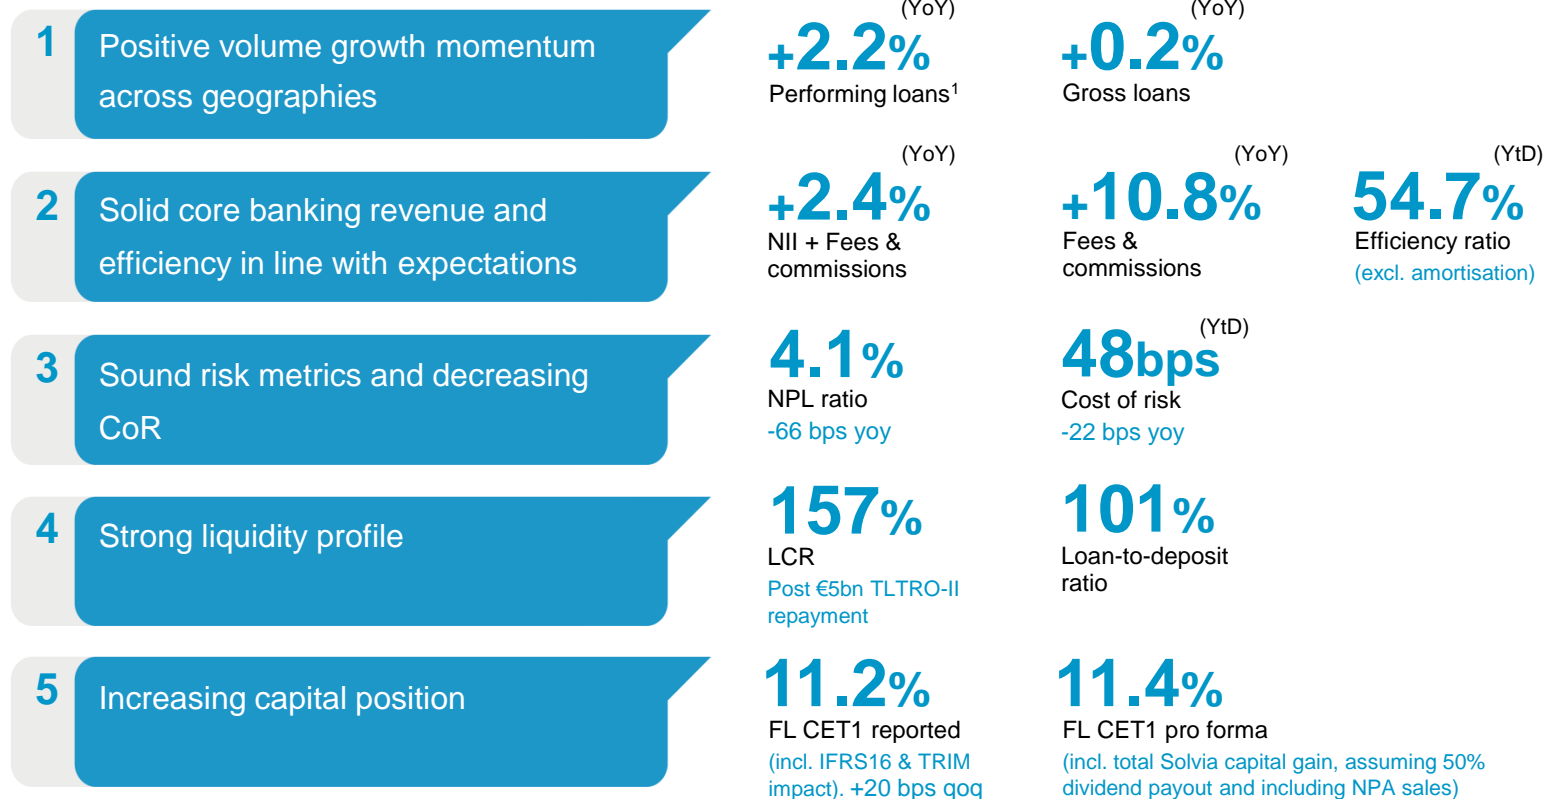 1
Positive volume growth momentum
across geographies
(YoY)
+2.2%
Performing loans¹
(YoY)
+0.2%
Gross loans
2
Solid core banking revenue and
efficiency in line with expectations
(YoY)
+2.4%
NII + Fees &
commissions
(YoY)
+10.8%
Fees &
commissions
(YtD)
54.7%
Efficiency ratio
(excl. amortisation)
3
Sound risk metrics and decreasing
CoR
4.1%
NPL ratio
-66 bps yoy
(YtD)
48bps
Cost of risk
-22 bps yoy
4
Strong liquidity profile
157%
LCR
Post €5bn TLTRO-II
repayment
101%
Loan-to-deposit
ratio
5
Increasing capital position
11.2%
FL CET1 reported
(incl. IFRS16 & TRIM
impact). +20 bps qoq
11.4%
FL CET1 pro forma
(incl. total Solvia capital gain, assuming 50%
dividend payout and including NPA sales)